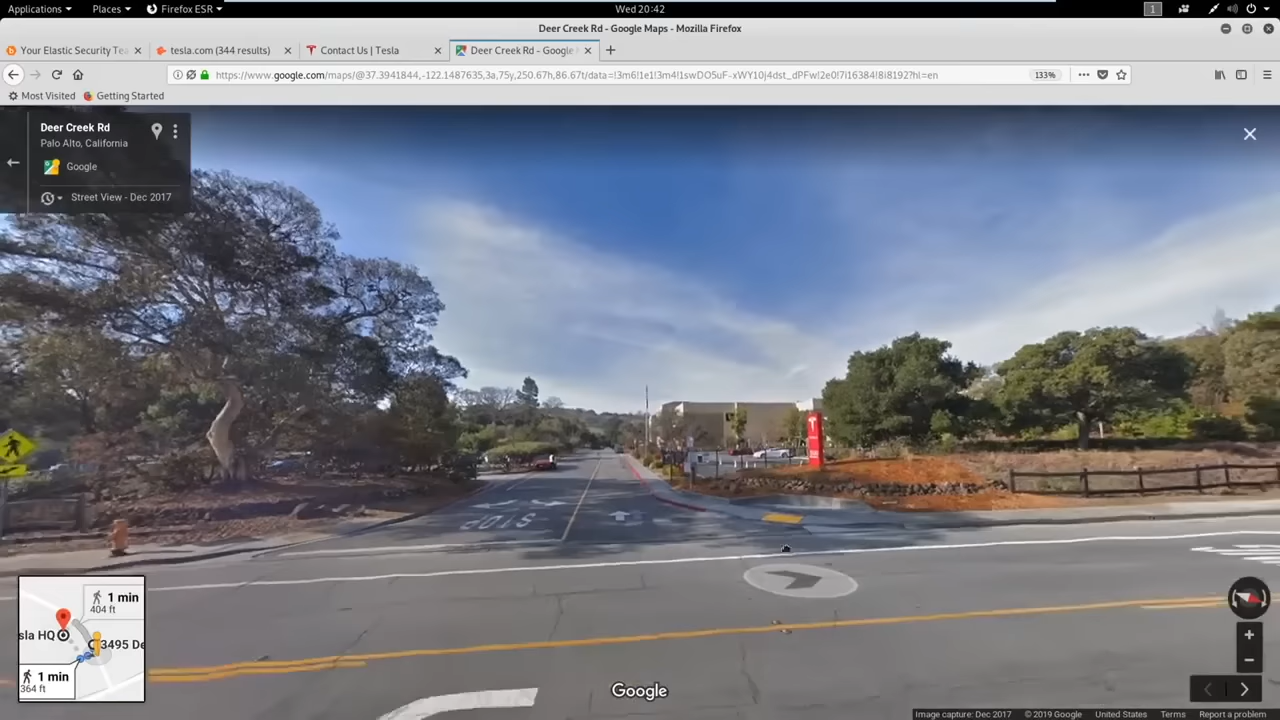 Applications Places Firefox ESR Wed 20:42 1
Deer Creek Rd - Google Maps - Mozilla Firefox
Your Elastic Security Tea tesla.com (344 results) Contact Us | Tesla Deer Creek Rd - Google
https://www.google.com/maps/@37.3941844,-122.1487635,3a,75y,250.67h,86.67t/data=!3m6!1e1!3m4!1swDO5uF-xWY10j4dst_dPFw!2e0!7i16384!8i8192?hl=en 133%
Most Visited Getting Started
Deer Creek Rd
Palo Alto, California
Google
Street View - Dec 2017
STOP
1 min
404 ft
sla HQ
3495 De
1 min
364 ft
Google
Image capture: Dec 2017 © 2019 Google United States Terms Report a problem